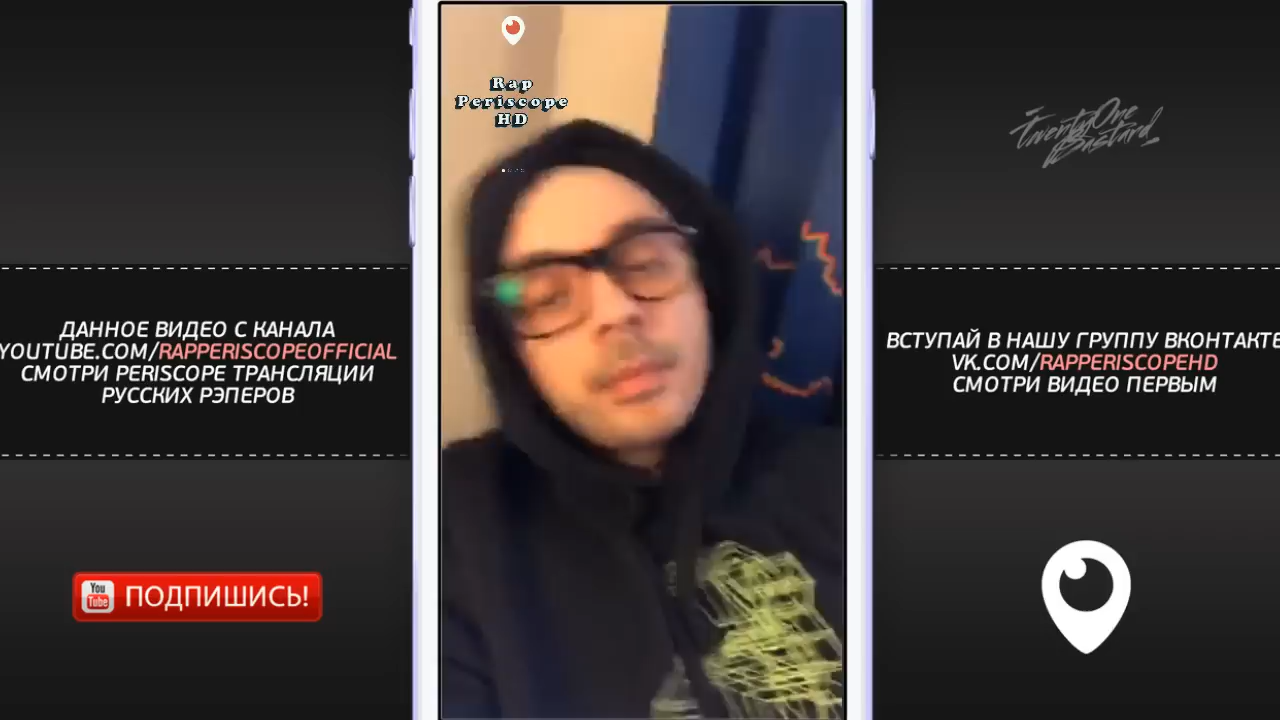 Rap
Periscope
HD
TwentyOne
Bastard
ДАННОЕ ВИДЕО С КАНАЛА
YOUTUBE.COM/RAPPERISCOPEOFFICIAL
СМОТРИ PERISCOPE ТРАНСЛЯЦИИ
РУССКИХ РЭПЕРОВ
ВСТУПАЙ В НАШУ ГРУППУ ВКОНТАКТЕ
VK.COM/RAPPERISCOPEHD
СМОТРИ ВИДЕО ПЕРВЫМ
You
Tube
ПОДПИШИСЬ!